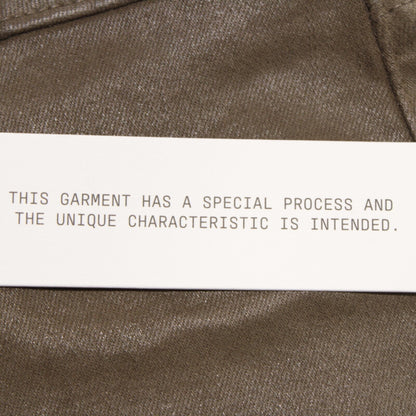 THIS GARMENT HAS A SPECIAL PROCESS AND
THE UNIQUE CHARACTERISTIC IS INTENDED.